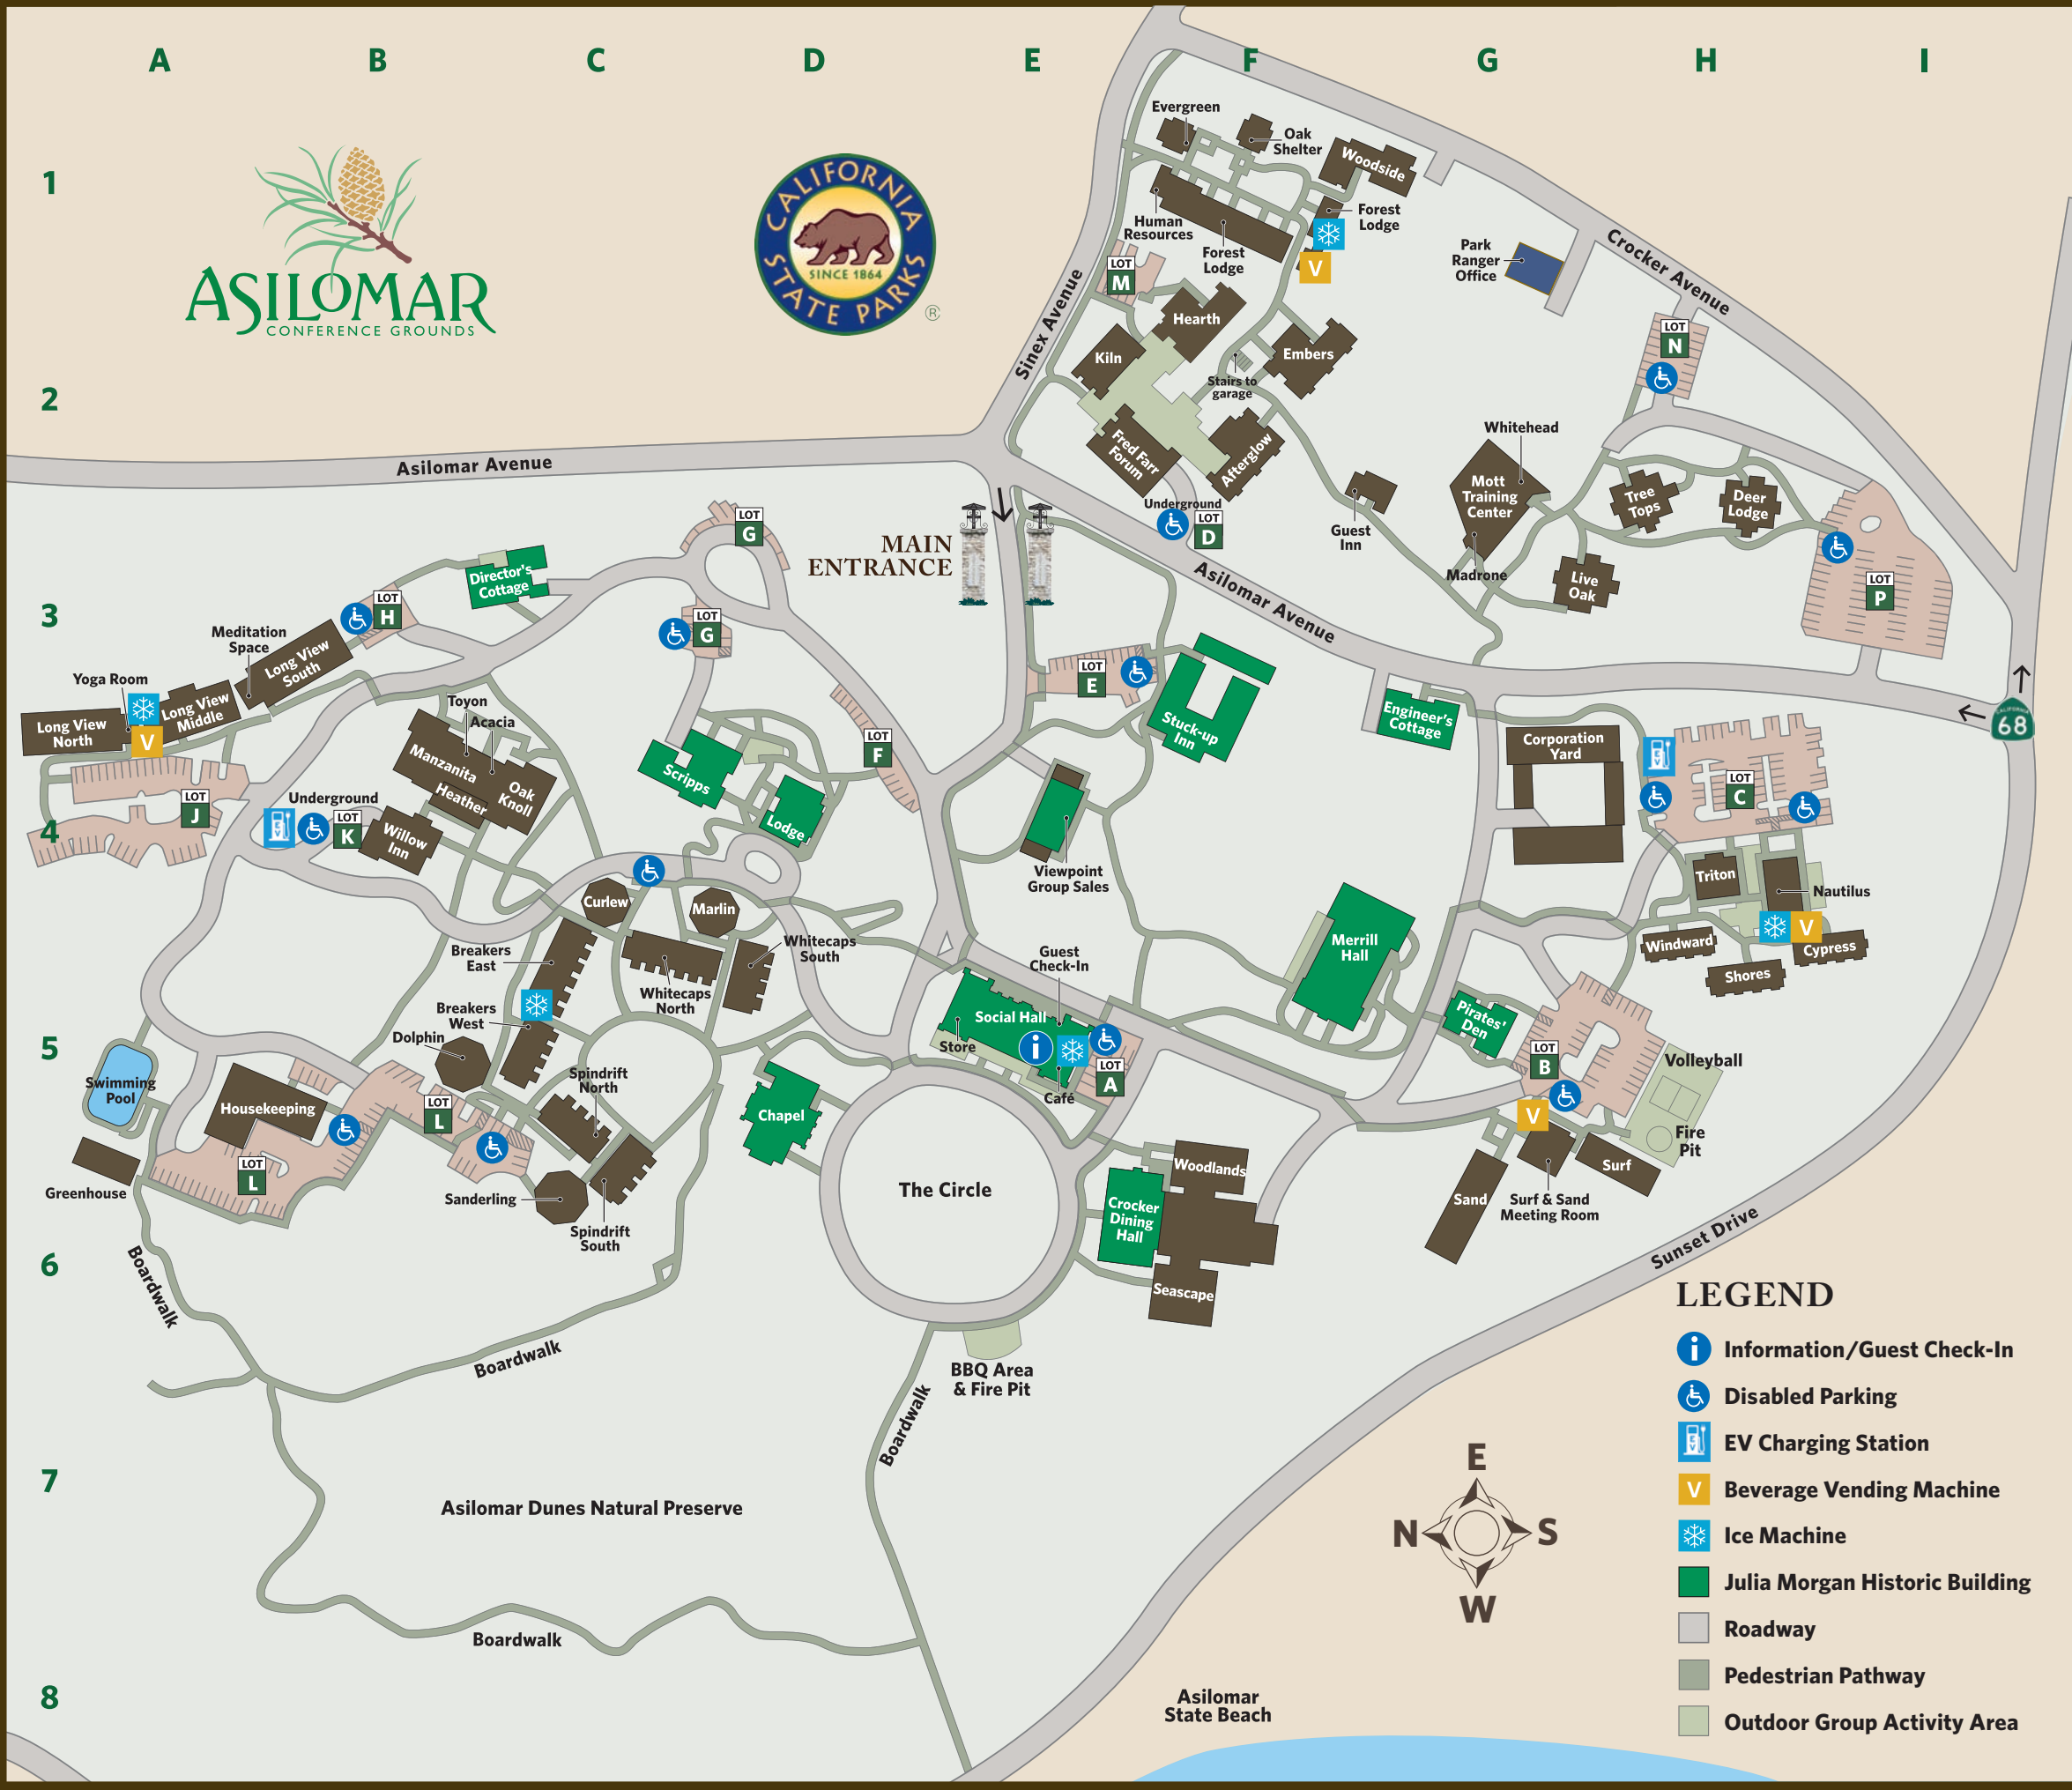 A
B
C
D
E
F
G
H
I
1
2
3
4
5
6
7
8
ASILOMAR
CONFERENCE GROUNDS
CALIFORNIA
SINCE 1864
STATE PARKS
®
Evergreen
Oak
Shelter
Woodside
Human
Resources
Forest
Lodge
Forest
Lodge
V
LOT
M
Hearth
Kiln
Embers
Stairs to
garage
Fred Farr
Forum
Afterglow
Underground
LOT
D
Guest
Inn
Park
Ranger
Office
Crocker Avenue
Sinex Avenue
LOT
N
Whitehead
Mott
Training
Center
Madrone
Tree
Tops
Deer
Lodge
Live
Oak
LOT
P
Asilomar Avenue
Asilomar Avenue
MAIN
ENTRANCE
LOT
G
LOT
G
Director's
Cottage
LOT
H
Meditation
Space
Long View
South
Yoga Room
Long View
Middle
Long View
North
V
LOT
J
Toyon
Acacia
Manzanita
Heather
Oak
Knoll
Underground
EV
LOT
K
Willow
Inn
Scripps
Lodge
LOT
F
LOT
E
Stuck-up
Inn
Engineer's
Cottage
Corporation
Yard
EV
LOT
C
CALIFORNIA
68
Viewpoint
Group Sales
Triton
Nautilus
V
Windward
Cypress
Shores
Curlew
Marlin
Breakers
East
Whitecaps
North
Whitecaps
South
Breakers
West
Dolphin
Merrill
Hall
Guest
Check-In
Social Hall
Store
i
Café
LOT
A
Pirates'
Den
LOT
B
V
Volleyball
Fire
Pit
Surf
Sand
Surf & Sand
Meeting Room
Swimming
Pool
Housekeeping
LOT
L
LOT
L
Greenhouse
Spindrift
North
Sanderling
Spindrift
South
Chapel
The Circle
Woodlands
Crocker
Dining
Hall
Seascape
BBQ Area
& Fire Pit
Boardwalk
Boardwalk
Boardwalk
Boardwalk
Asilomar Dunes Natural Preserve
Sunset Drive
Asilomar
State Beach
E
N
S
W
LEGEND
i Information/Guest Check-In
Disabled Parking
EV EV Charging Station
V Beverage Vending Machine
Ice Machine
Julia Morgan Historic Building
Roadway
Pedestrian Pathway
Outdoor Group Activity Area